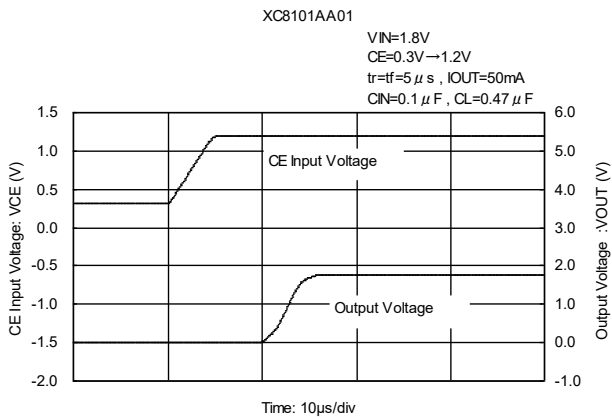 XC8101AA01
VIN=1.8V
CE=0.3V→1.2V
tr=tf=5μs , IOUT=50mA
CIN=0.1μF , CL=0.47μF
CE Input Voltage: VCE (V)
1.5
1.0
0.5
0.0
-0.5
-1.0
-1.5
-2.0
CE Input Voltage
Output Voltage
6.0
5.0
4.0
3.0
2.0
1.0
0.0
-1.0
Output Voltage :VOUT (V)
Time: 10μs/div